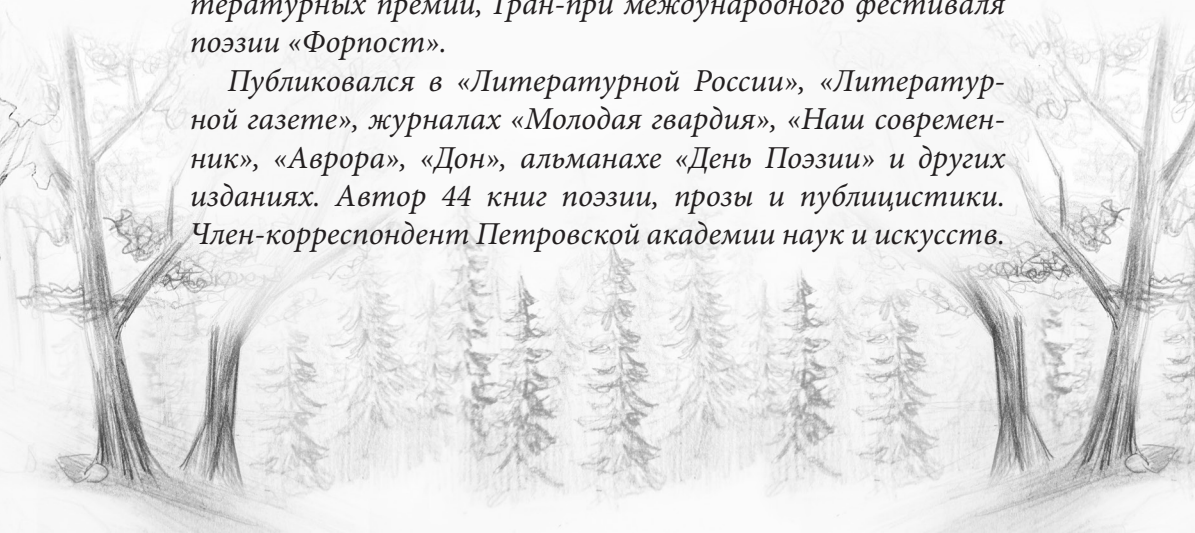 тературных премий, Гран-при международного фестиваля
поэзии «Форпост».
Публиковался в «Литературной России», «Литератур-
ной газете», журналах «Молодая гвардия», «Наш современ-
ник», «Аврора», «Дон», альманахе «День Поэзии» и других
изданиях. Автор 44 книг поэзии, прозы и публицистики.
Член-корреспондент Петровской академии наук и искусств.